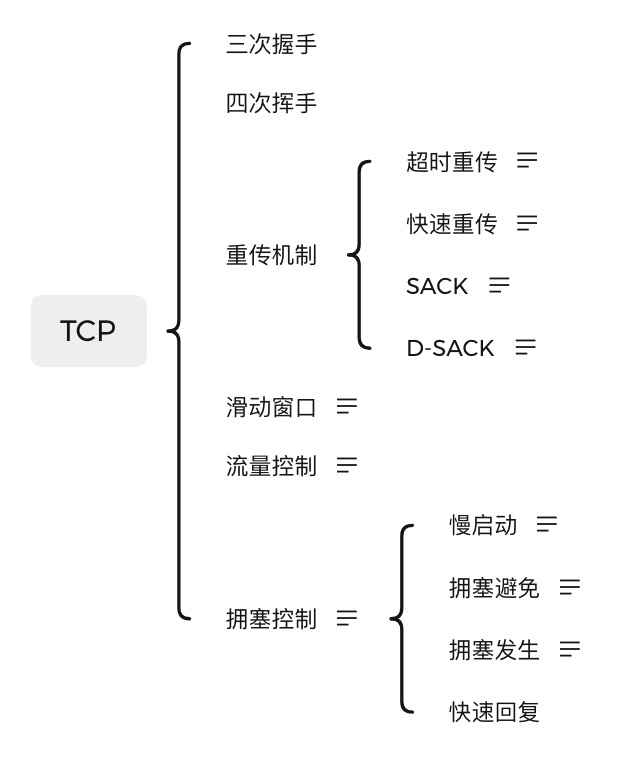 三次握手
四次挥手
超时重传
快速重传
重传机制
SACK
TCP
D-SACK
滑动窗口
流量控制
慢启动
拥塞避免
拥塞控制
拥塞发生
快速回复